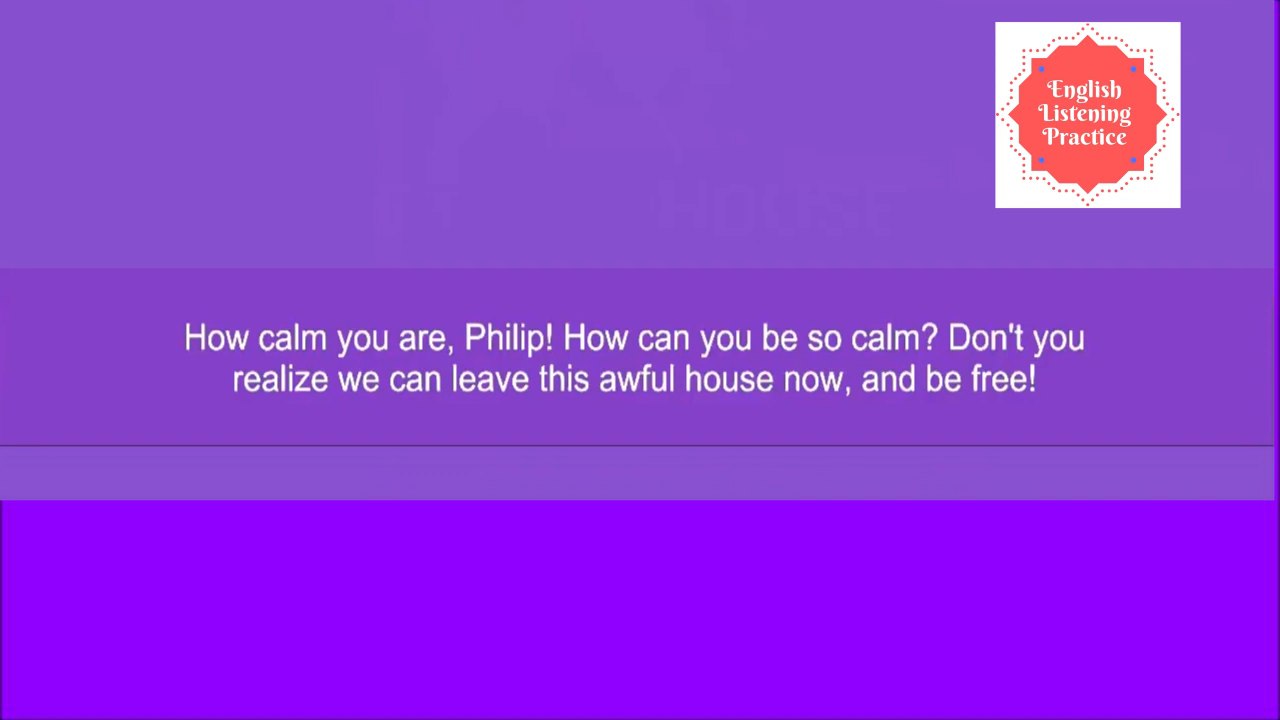 English
Listening
Practice
HOUSE
How calm you are, Philip! How can you be so calm? Don't you
realize we can leave this awful house now, and be free!